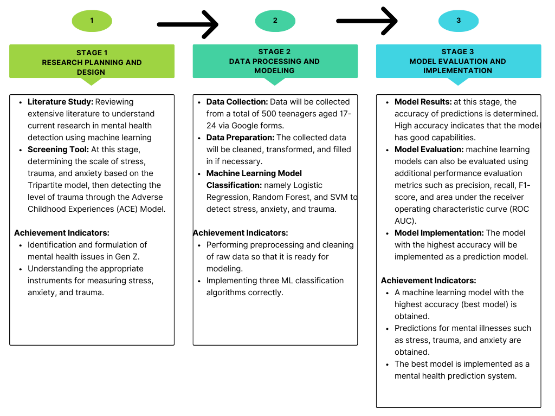 1
STAGE 1
RESEARCH PLANNING AND
DESIGN
• Literature Study: Reviewing
extensive literature to understand
current research in mental health
detection using machine learning
• Screening Tool: At this stage,
determining the scale of stress,
trauma, and anxiety based on the
Tripartite model, then detecting the
level of trauma through the Adverse
Childhood Experiences (ACE) Model.
Achievement Indicators:
• Identification and formulation of
mental health issues in Gen Z.
• Understanding the appropriate
instruments for measuring stress,
anxiety, and trauma.
2
STAGE 2
DATA PROCESSING AND
MODELING
• Data Collection: Data will be collected
from a total of 500 teenagers aged 17-
24 via Google forms.
• Data Preparation: The collected data
will be cleaned, transformed, and filled
in if necessary.
• Machine Learning Model
Classification: namely Logistic
Regression, Random Forest, and SVM to
detect stress, anxiety, and trauma.
Achievement Indicators:
• Performing preprocessing and cleaning
of raw data so that it is ready for
modeling.
• Implementing three ML classification
algorithms correctly.
3
STAGE 3
MODEL EVALUATION AND
IMPLEMENTATION
• Model Results: at this stage, the
accuracy of predictions is determined.
High accuracy indicates that the model
has good capabilities.
• Model Evaluation: machine learning
models can also be evaluated using
additional performance evaluation
metrics such as precision, recall, F1-
score, and area under the receiver
operating characteristic curve (ROC
AUC).
• Model Implementation: The model
with the highest accuracy will be
implemented as a prediction model.
Achievement Indicators:
• A machine learning model with the
highest accuracy (best model) is
obtained.
• Predictions for mental illnesses such
as stress, trauma, and anxiety are
obtained.
• The best model is implemented as a
mental health prediction system.